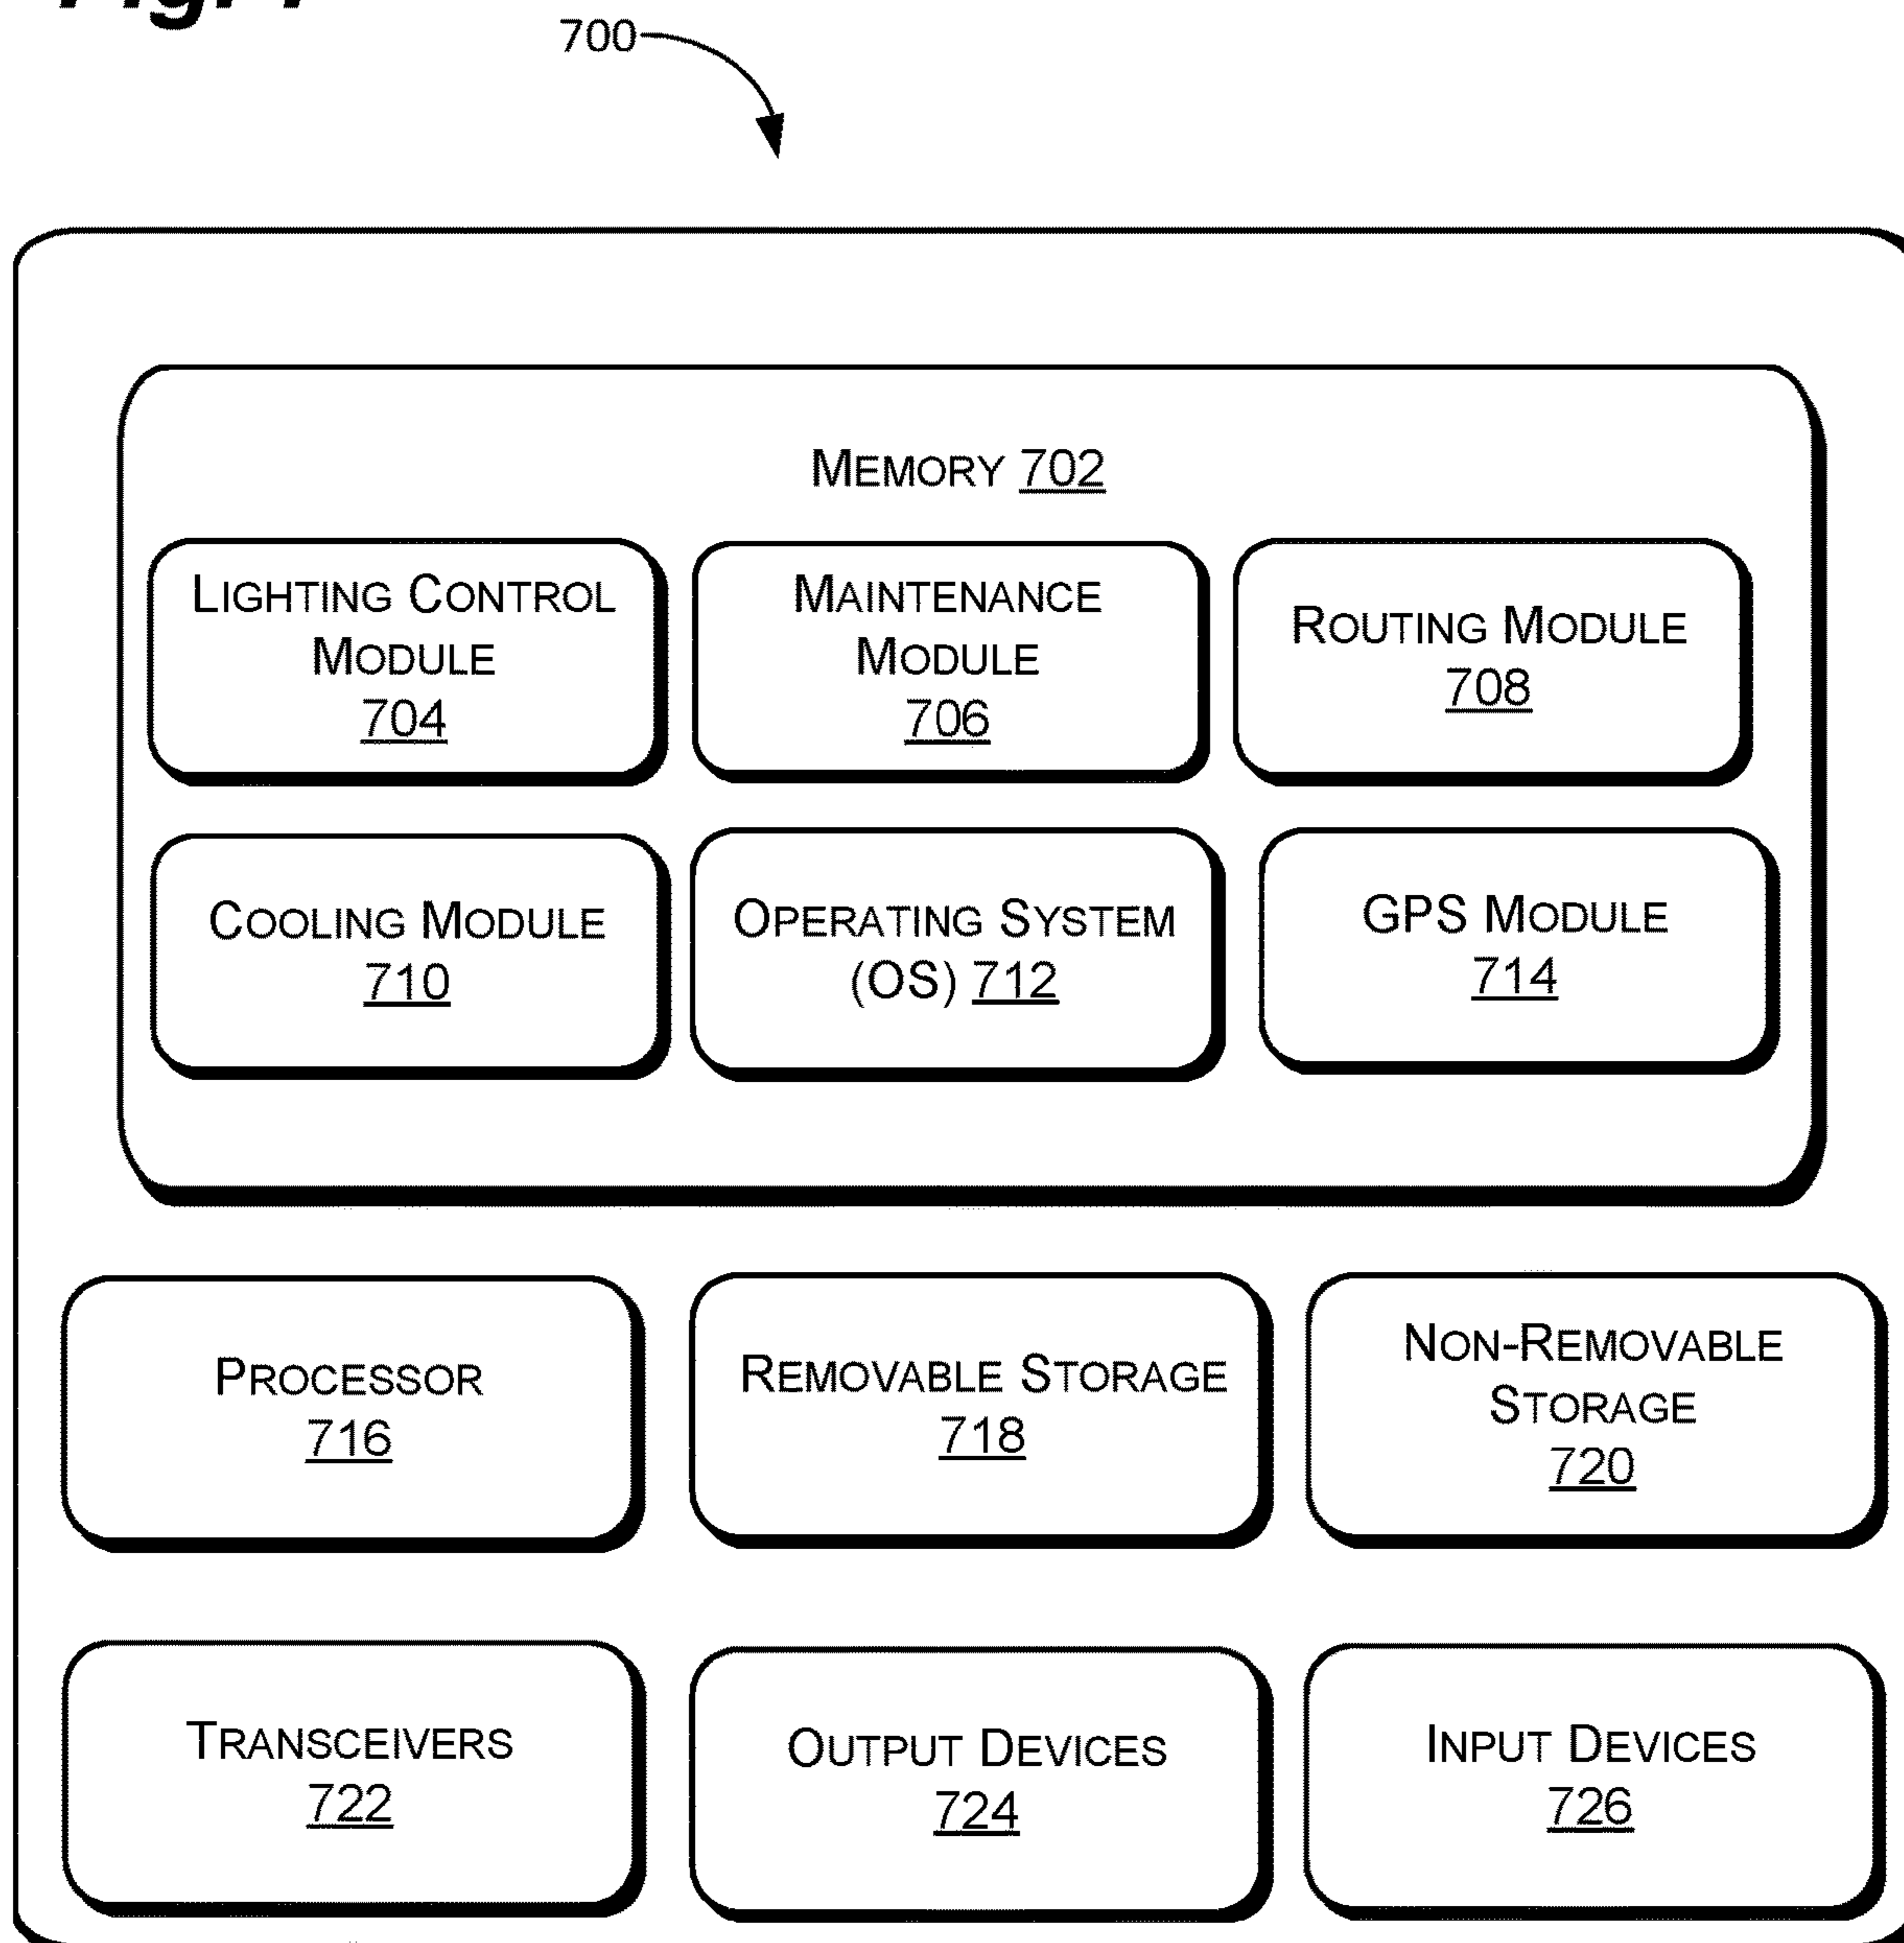 Fig. 7
700
MEMORY 702
LIGHTING CONTROL
MODULE
704
MAINTENANCE
MODULE
706
ROUTING MODULE
708
COOLING MODULE
710
OPERATING SYSTEM
(OS) 712
GPS MODULE
714
PROCESSOR
716
REMOVABLE STORAGE
718
NON-REMOVABLE
STORAGE
720
TRANSCEIVERS
722
OUTPUT DEVICES
724
INPUT DEVICES
726